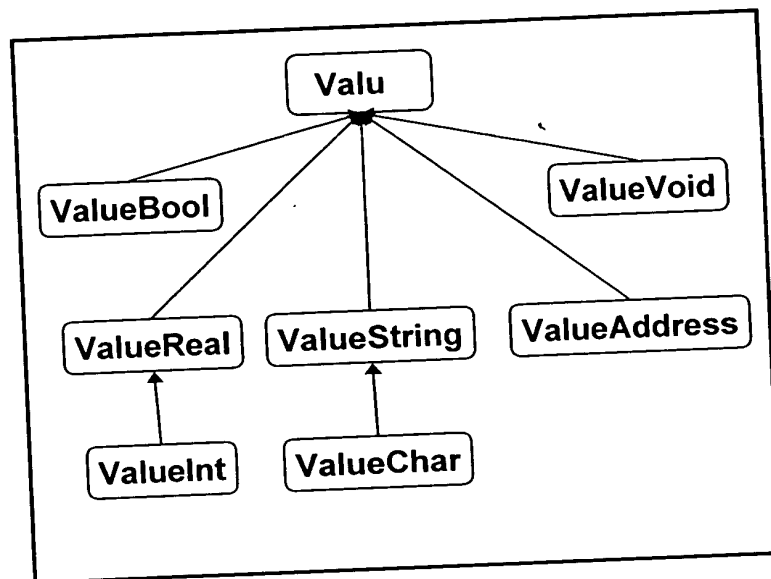 Valu
ValueBool
ValueVoid
ValueReal
ValueString
ValueAddress
ValueInt
ValueChar